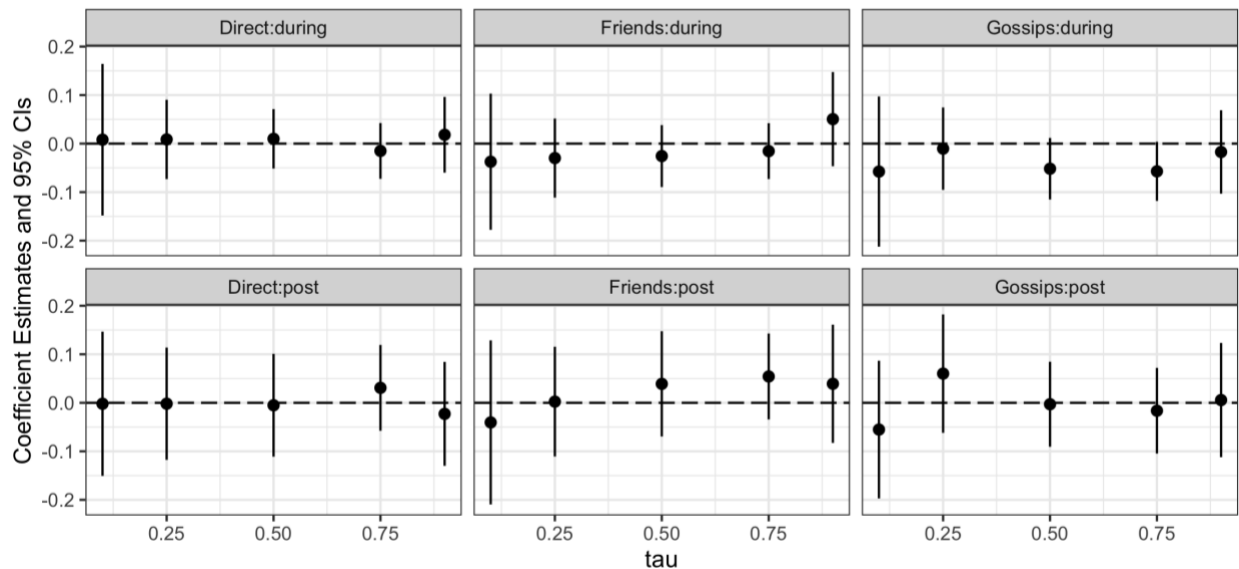 Direct:during Friends:during Gossips:during
0.2
0.1
0.0
-0.1
-0.2
Direct:post Friends:post Gossips:post
0.2
0.1
0.0
-0.1
-0.2
0.25 0.50 0.75 0.25 0.50 0.75 0.25 0.50 0.75
tau
Coefficient Estimates and 95% CIs